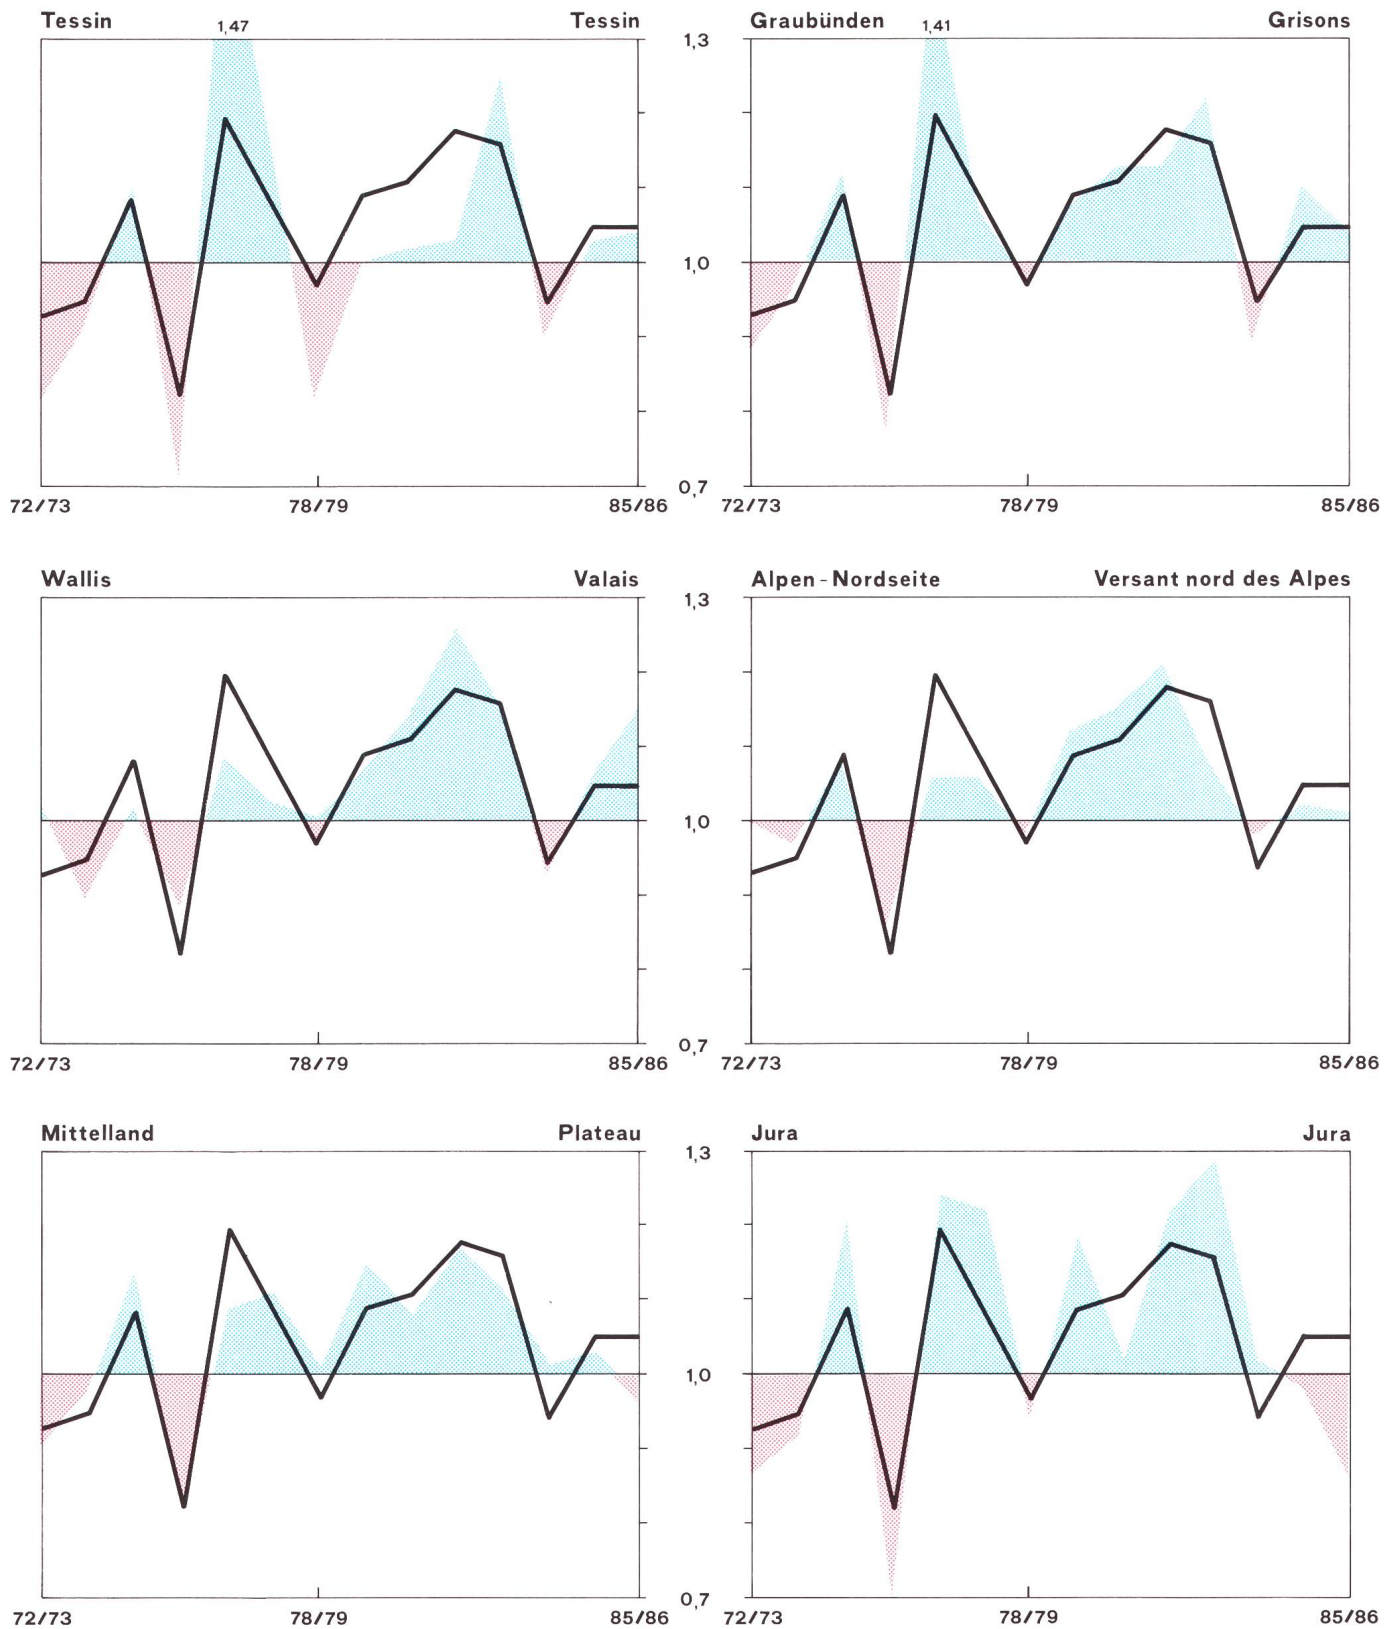 Tessin Tessin
1,47
1,3
Graubünden Grisons
1,41
1,0
0,7
72/73 78/79 85/86
72/73 78/79 85/86
Wallis Valais
1,3
Alpen-Nordseite Versant nord des Alpes
1,0
0,7
72/73 78/79 85/86
72/73 78/79 85/86
Mittelland Plateau
1,3
Jura Jura
1,0
0,7
72/73 78/79 85/86
72/73 78/79 85/86